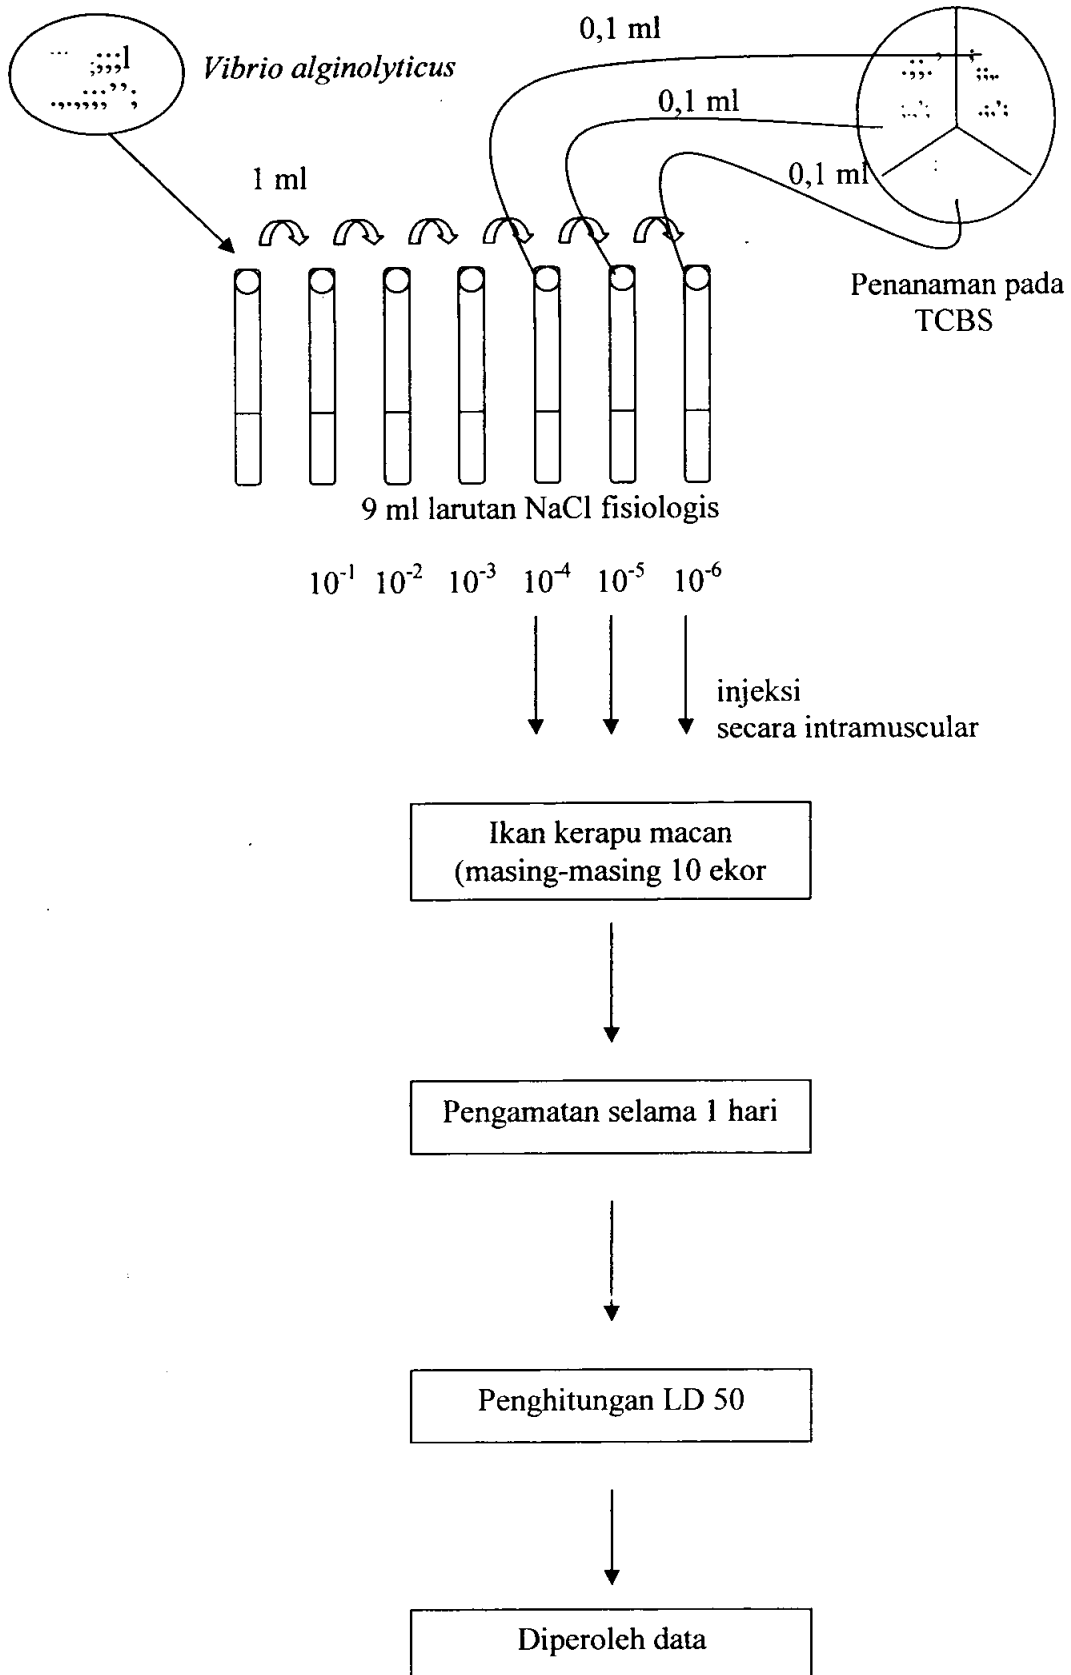 0,1 ml
Vibrio alginolyticus
0,1 ml
0,1 ml
1 ml
Penanaman pada
TCBS
9 ml larutan NaCl fisiologis
10⁻¹ 10⁻² 10⁻³ 10⁻⁴ 10⁻⁵ 10⁻⁶
injeksi
secara intramuscular
Ikan kerapu macan
(masing-masing 10 ekor
Pengamatan selama 1 hari
Penghitungan LD 50
Diperoleh data